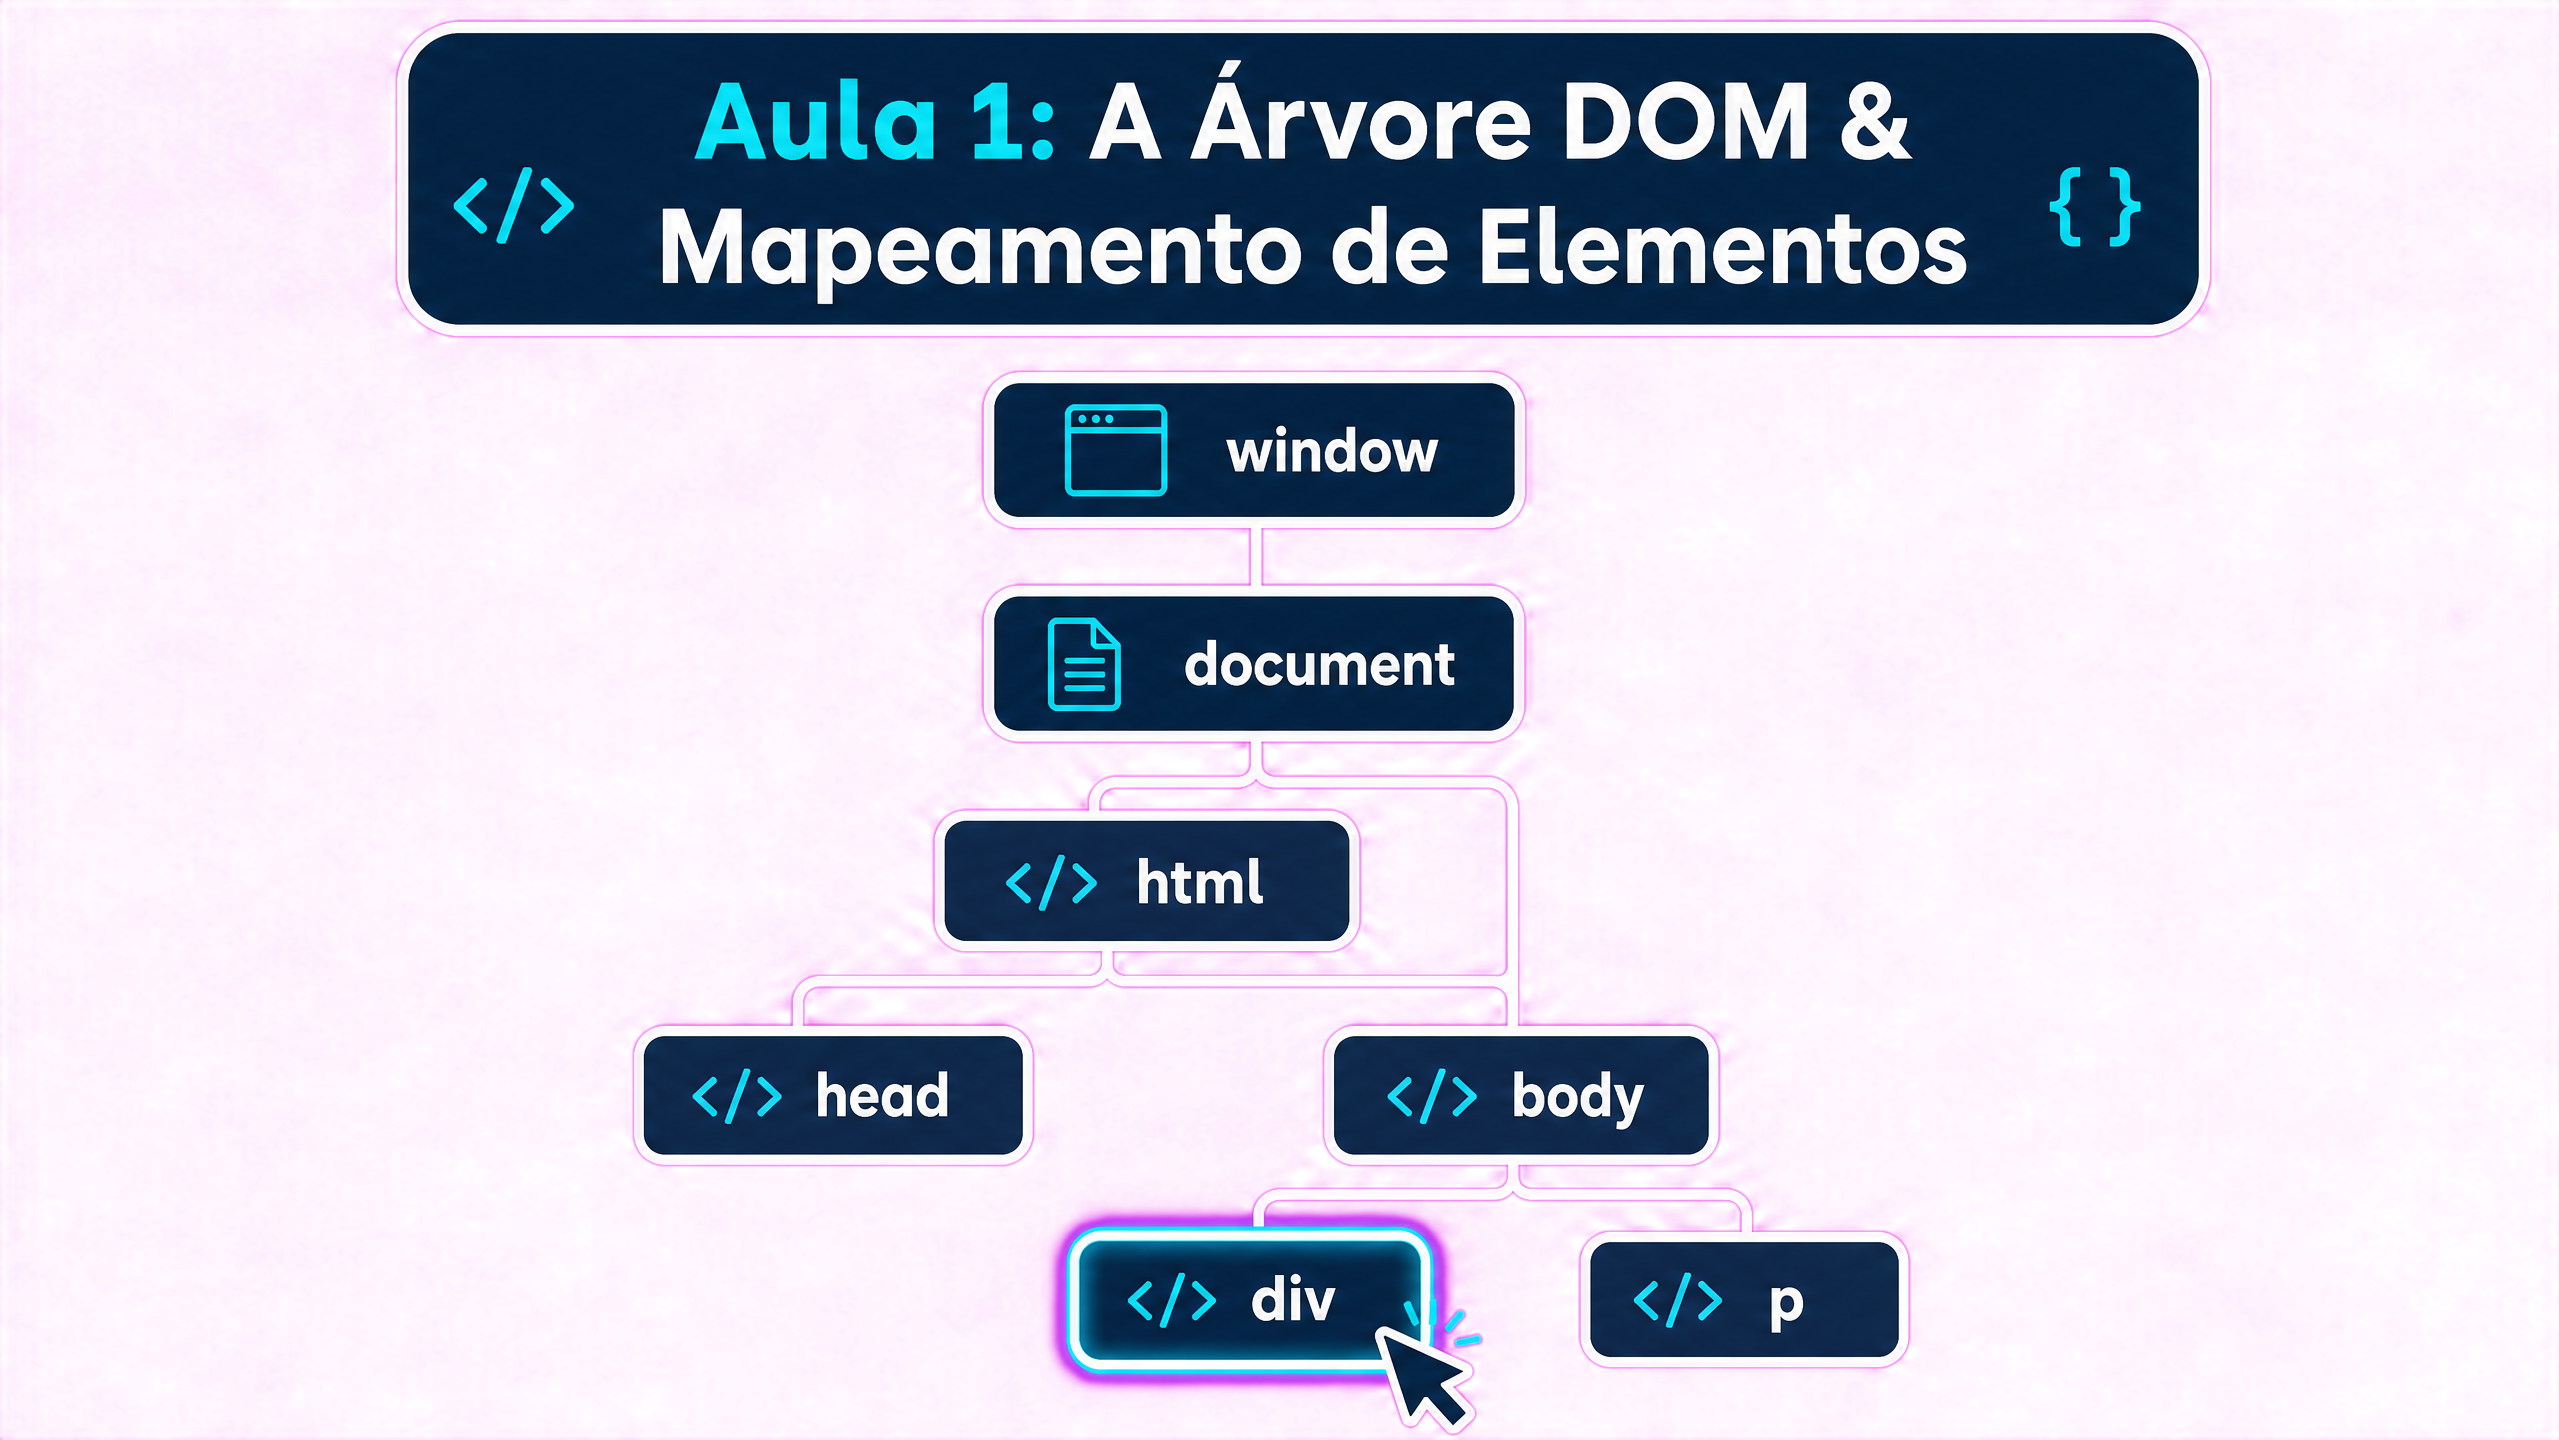 Aula 1: A Árvore DOM &
Mapeamento de Elementos
</>
{ }
window
document
</> html
</> head
</> body
</> div
</> p